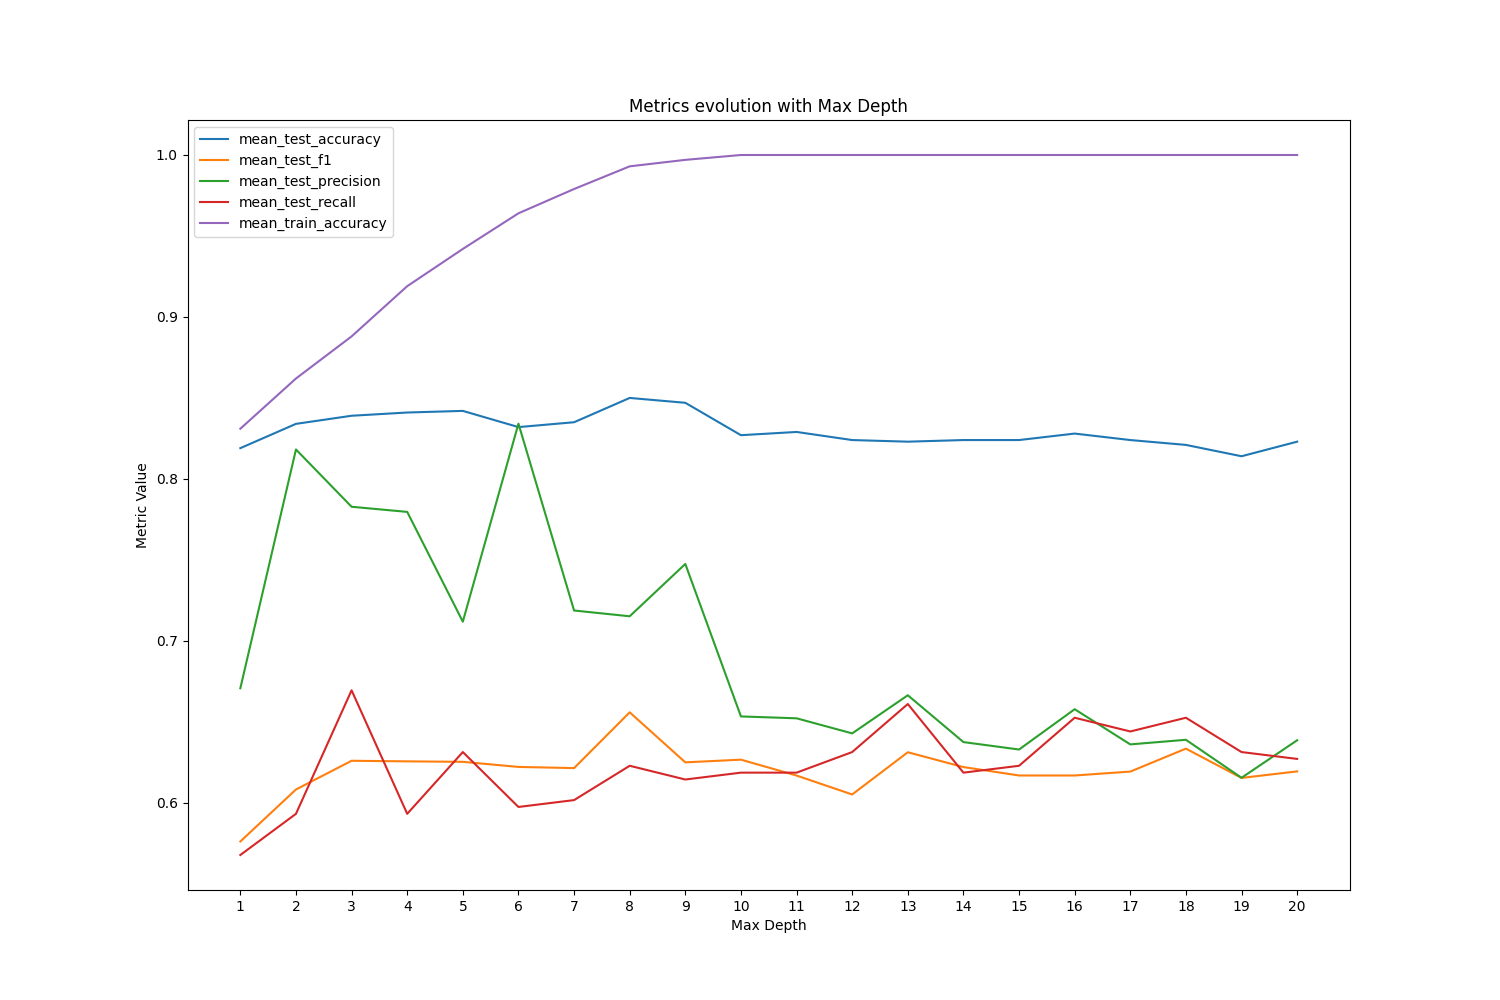 Metrics evolution with Max Depth
mean_test_accuracy
mean_test_f1
mean_test_precision
mean_test_recall
mean_train_accuracy
1.0
0.9
0.8
0.7
0.6
Metric Value
1 2 3 4 5 6 7 8 9 10 11 12 13 14 15 16 17 18 19 20
Max Depth